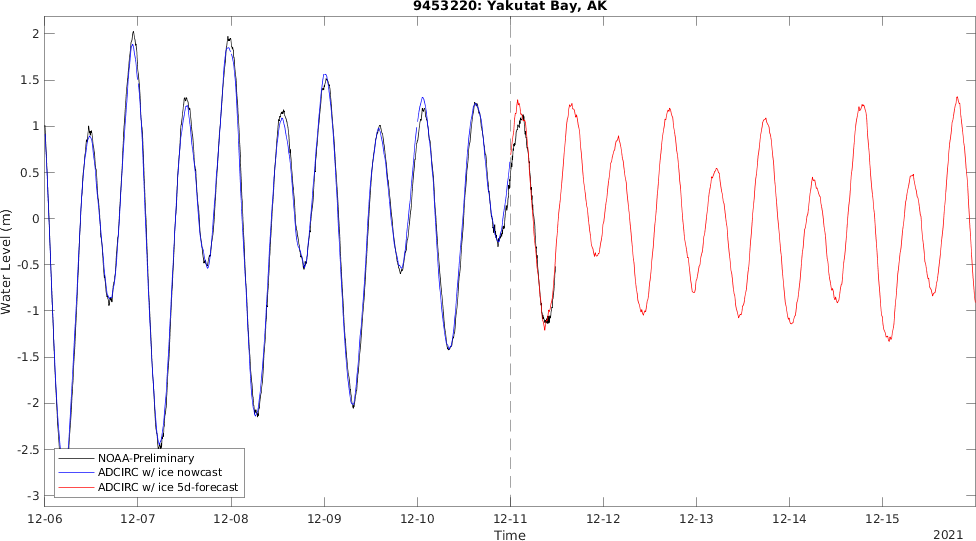 9453220: Yakutat Bay, AK
Water Level (m)
2
1.5
1
0.5
0
-0.5
-1
-1.5
-2
-2.5
-3
NOAA-Preliminary
ADCIRC w/ ice nowcast
ADCIRC w/ ice 5d-forecast
12-06 12-07 12-08 12-09 12-10 12-11 12-12 12-13 12-14 12-15
Time
2021